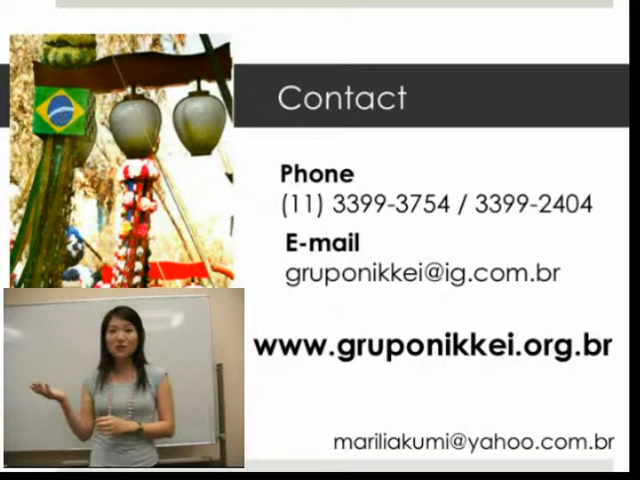 Contact
Phone
(11) 3399-3754 / 3399-2404
E-mail
gruponikkei@ig.com.br
www.gruponikkei.org.br
mariliakumi@yahoo.com.br